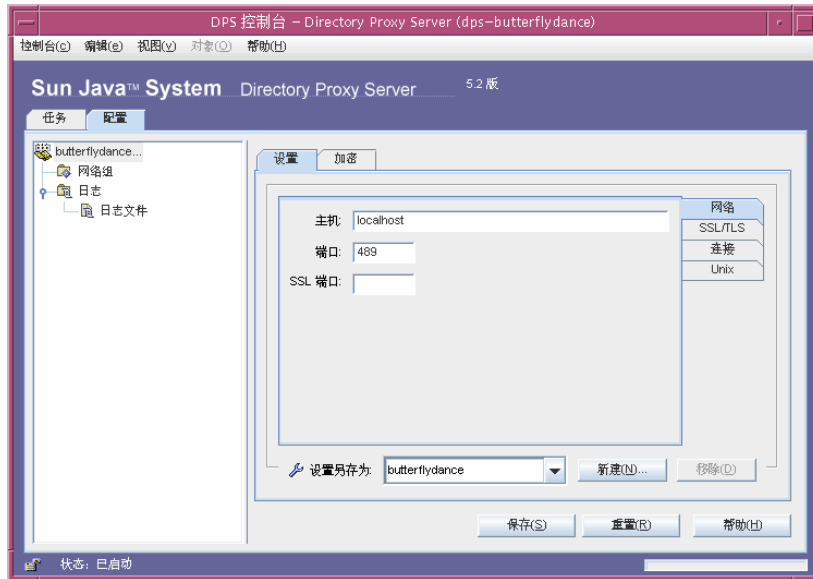 DPS 控制台 – Directory Proxy Server (dps-butterflydance)
控制台(c) 编辑(e) 视图(v) 对象(O) 帮助(H)
Sun Java™ System Directory Proxy Server 5.2 版
任务 配置
butterflydance...
网络组
日志
日志文件
设置 加密
网络
SSL/TLS
连接
Unix
主机: localhost
端口: 489
SSL 端口:
设置另存为: butterflydance 新建(N)... 移除(D)
保存(S) 重置(R) 帮助(H)
状态: 已启动